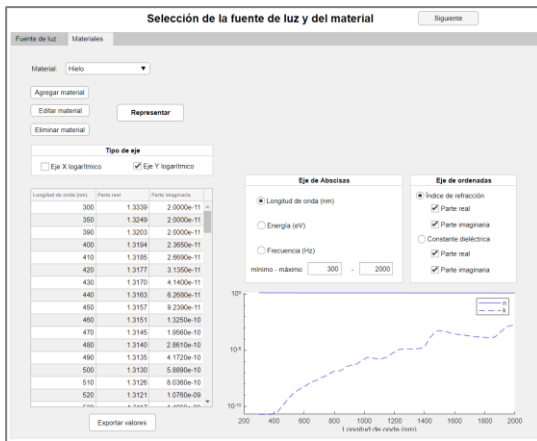 Selección de la fuente de luz y del material
Siguiente
Fuente de luz
Materiales
Material:
Hielo
Agregar material
Editar material
Representar
Eliminar material
Tipo de eje
Eje X logarítmico
Eje Y logarítmico
Longitud de onda (nm) Parte real Parte imaginaria
300 1.3339 2.0000e-11
350 1.3249 2.0000e-11
390 1.3203 2.0000e-11
400 1.3194 2.3650e-11
410 1.3185 2.6690e-11
420 1.3177 3.1350e-11
430 1.3170 4.1400e-11
440 1.3163 6.2680e-11
450 1.3157 9.2390e-11
460 1.3151 1.3250e-10
470 1.3145 1.9560e-10
480 1.3140 2.8610e-10
490 1.3135 4.1720e-10
500 1.3130 5.8890e-10
510 1.3126 8.0360e-10
520 1.3121 1.0760e-09
Exportar valores
Eje de Abscisas
Longitud de onda (nm)
Energía (eV)
Frecuencia (Hz)
mínimo - máximo
300
-
2000
Eje de ordenadas
Índice de refracción
Parte real
Parte imaginaria
Constante dieléctrica
Parte real
Parte imaginaria
10⁰
10⁻⁵
10⁻¹⁰
n
k
200 400 600 800 1000 1200 1400 1600 1800 2000
Longitud de onda (nm)